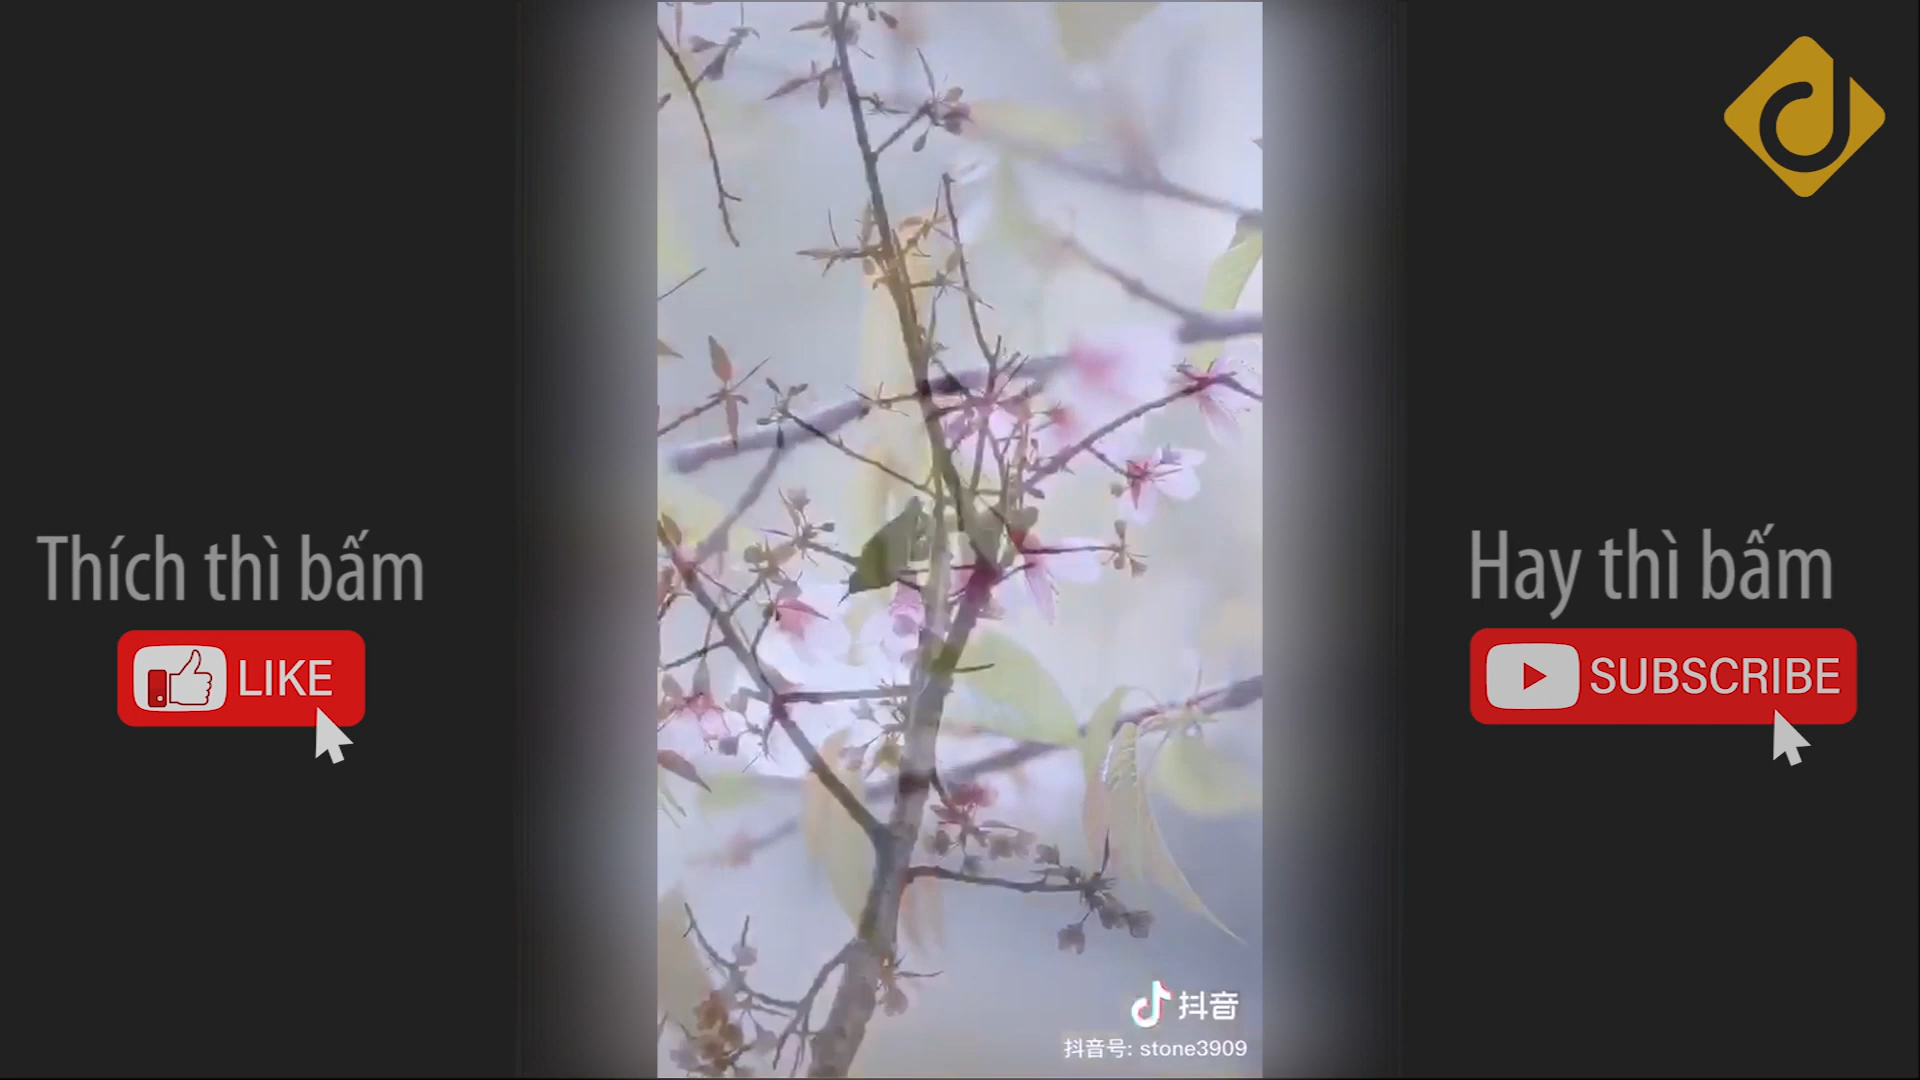 Thích thì bấm
LIKE
Hay thì bấm
SUBSCRIBE
抖音
抖音号: stone3909